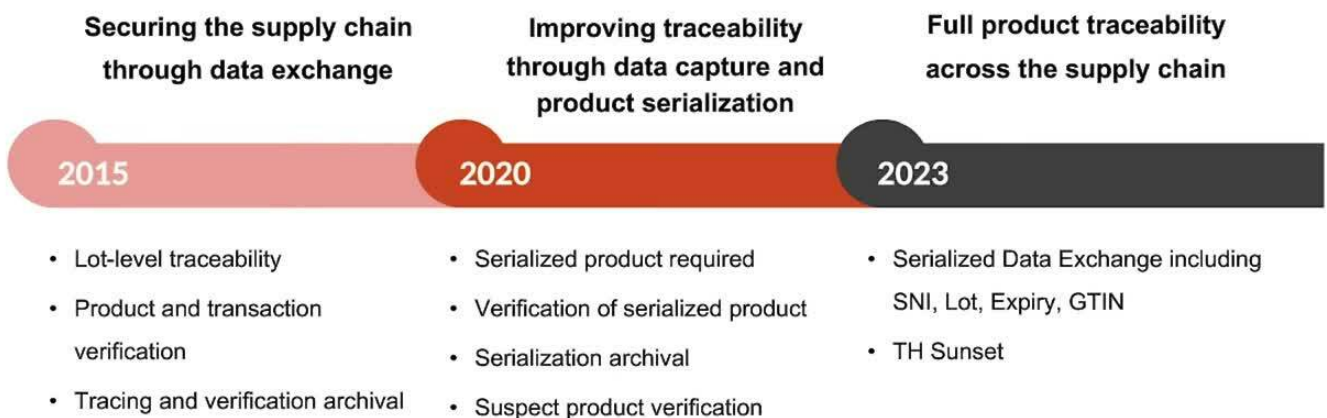 Securing the supply chain
through data exchange
2015
• Lot-level traceability
• Product and transaction
verification
• Tracing and verification archival
Improving traceability
through data capture and
product serialization
2020
• Serialized product required
• Verification of serialized product
• Serialization archival
• Suspect product verification
Full product traceability
across the supply chain
2023
• Serialized Data Exchange including
SNI, Lot, Expiry, GTIN
• TH Sunset